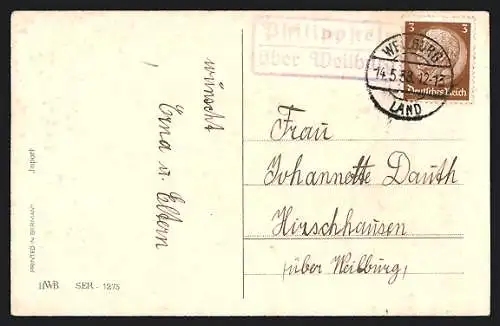 Philippstein
über Weilburg
WEILBURG
14.5.38.12-13
LAND
3 3
Deutsches Reich
wünscht
Erna u. Eltern
!
Frau
Johannette Dauth
Hirschhausen
über Weilburg
Import
PRINTED IN GERMANY
HWB SER. 1275